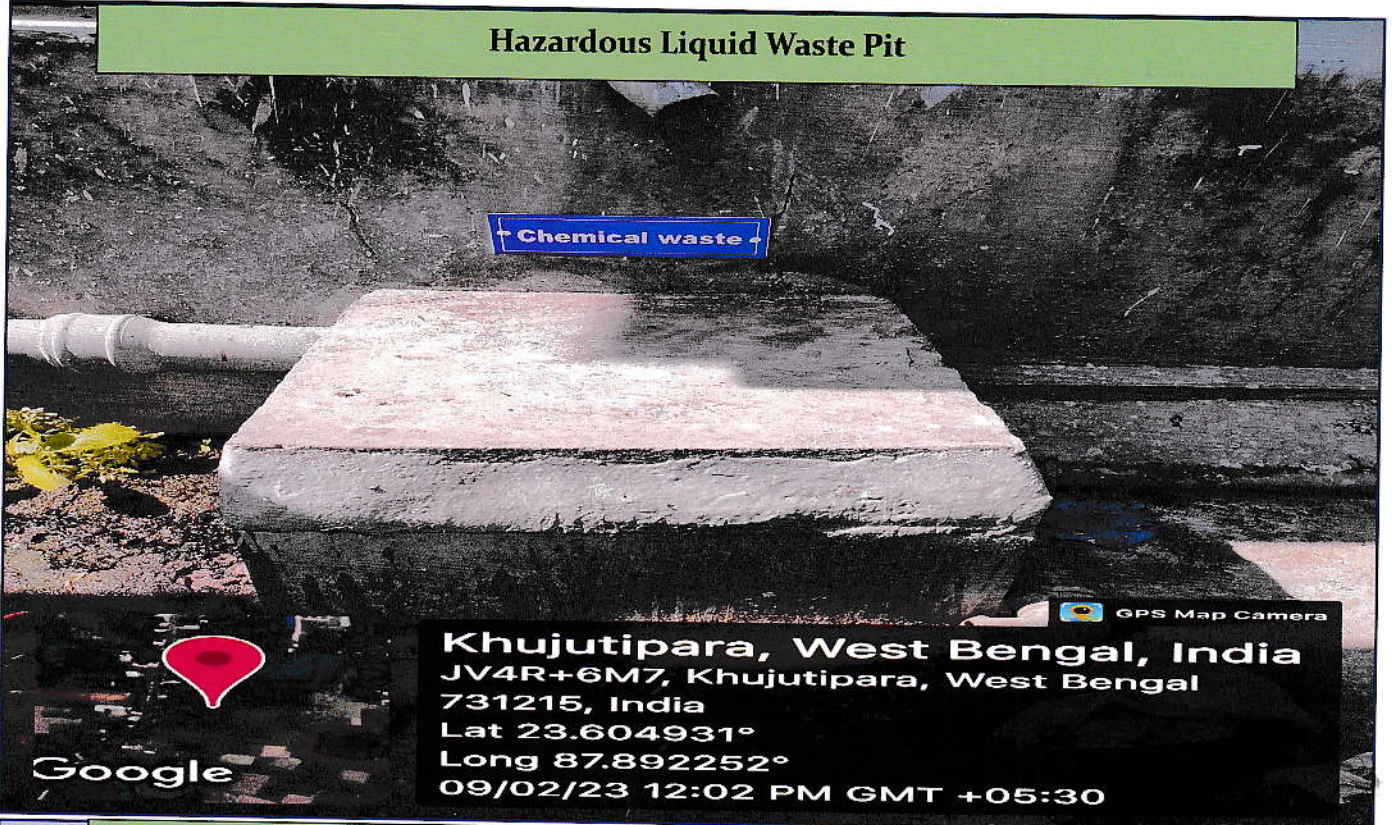 Hazardous Liquid Waste Pit
Chemical waste
GPS Map Camera
Khujutipara, West Bengal, India
JV4R+6M7, Khujutipara, West Bengal
731215, India
Lat 23.604931°
Long 87.892252°
09/02/23 12:02 PM GMT +05:30
Google